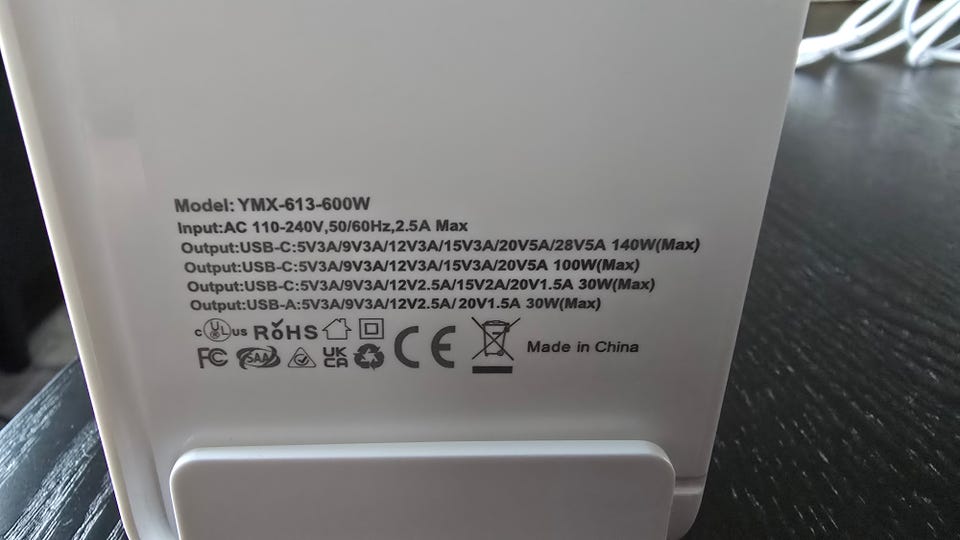 Model: YMX-613-600W
Input:AC 110-240V,50/60Hz,2.5A Max
Output:USB-C:5V3A/9V3A/12V3A/15V3A/20V5A/28V5A 140W(Max)
Output:USB-C:5V3A/9V3A/12V3A/15V3A/20V5A 100W(Max)
Output:USB-C:5V3A/9V3A/12V2.5A/15V2A/20V1.5A 30W(Max)
Output:USB-A:5V3A/9V3A/12V2.5A/ 20V1.5A 30W(Max)
c UL us RoHS
FC SAA UK CA CE Made in China